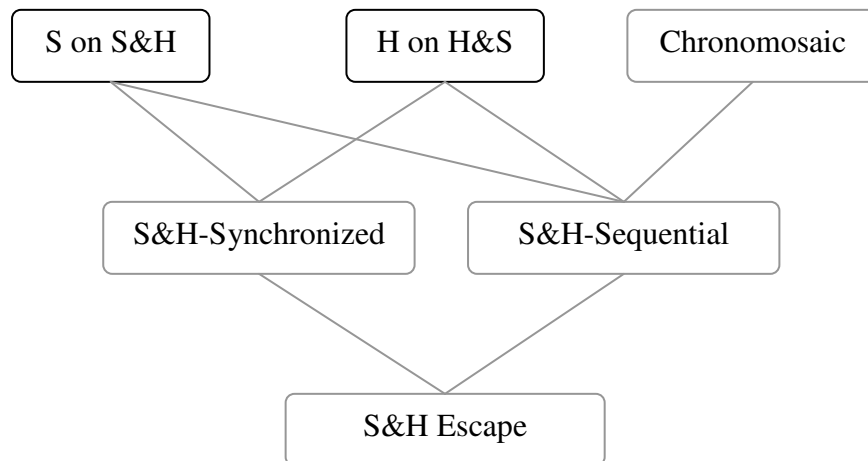 S on S&H
H on H&S
Chronomosaic
S&H-Synchronized
S&H-Sequential
S&H Escape